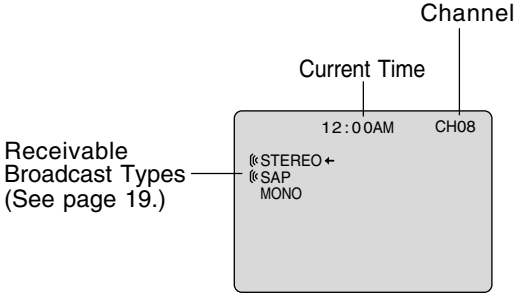 Channel
Current Time
12:00AM CH08
Receivable
Broadcast Types
(See page 19.)
STEREO←
SAP
MONO